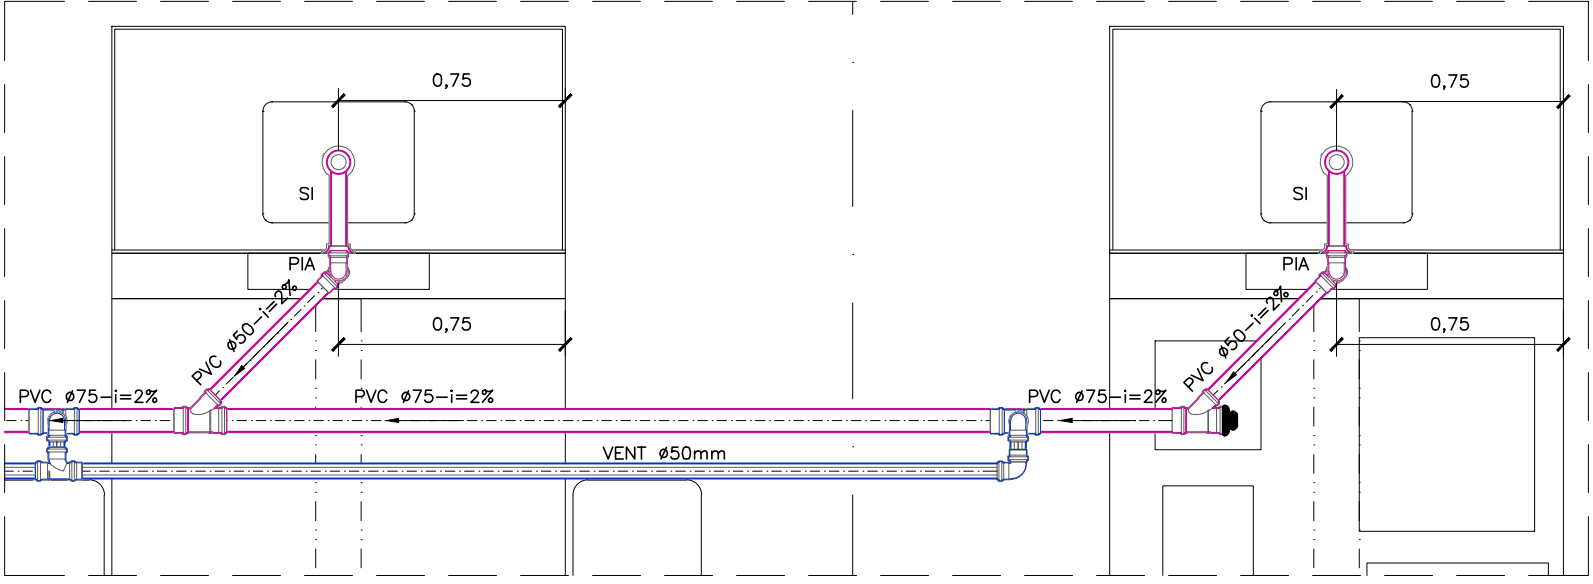 0,75
0,75
SI
SI
PIA
PIA
PVC ø50-i=2%
PVC ø50-i=2%
0,75
0,75
PVC ø75-i=2%
PVC ø75-i=2%
PVC ø75-i=2%
VENT ø50mm